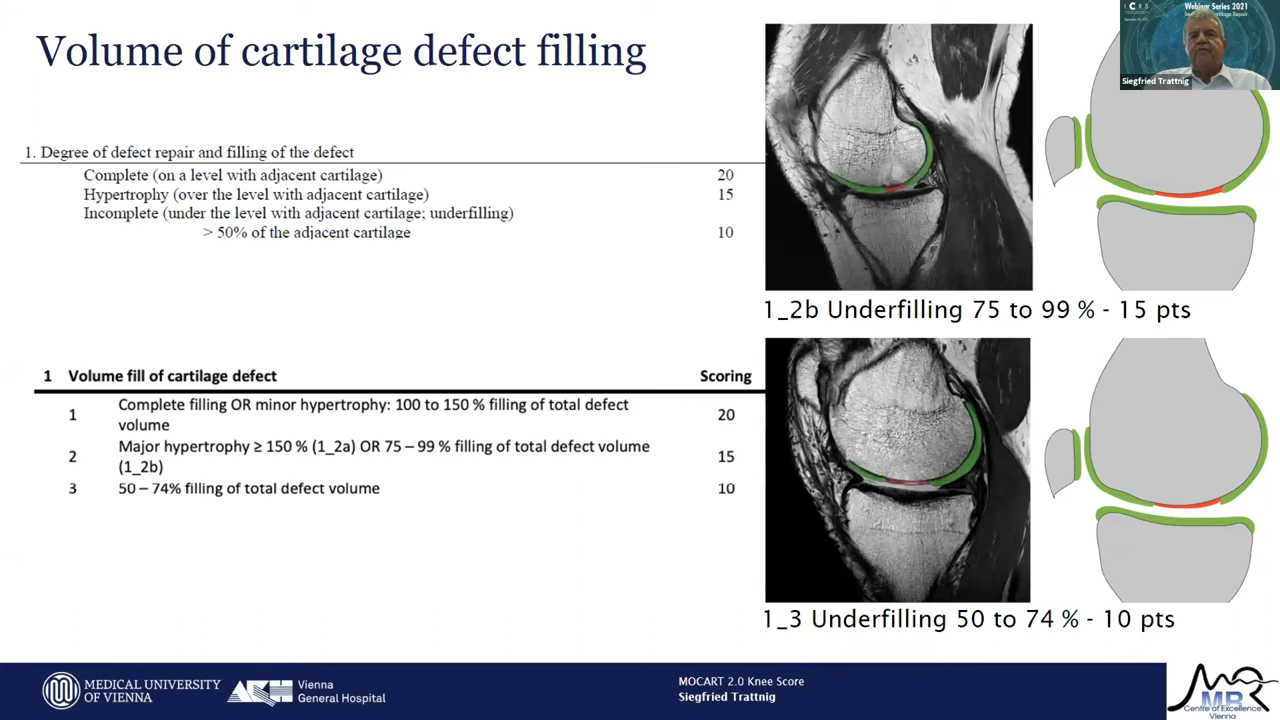 Volume of cartilage defect filling
1. Degree of defect repair and filling of the defect
Complete (on a level with adjacent cartilage) 20
Hypertrophy (over the level with adjacent cartilage) 15
Incomplete (under the level with adjacent cartilage; underfilling)
> 50% of the adjacent cartilage 10
1 Volume fill of cartilage defect Scoring
1 Complete filling OR minor hypertrophy: 100 to 150 % filling of total defect
volume 20
2 Major hypertrophy ≥ 150 % (1_2a) OR 75 – 99 % filling of total defect volume
(1_2b) 15
3 50 – 74% filling of total defect volume 10
1_2b Underfilling 75 to 99 % - 15 pts
1_3 Underfilling 50 to 74 % - 10 pts
ICRS
Webinar Series 2021
Siegfried Trattnig
MEDICAL UNIVERSITY
OF VIENNA
Vienna
General Hospital
MOCART 2.0 Knee Score
Siegfried Trattnig
MR
Centre of Excellence
Vienna